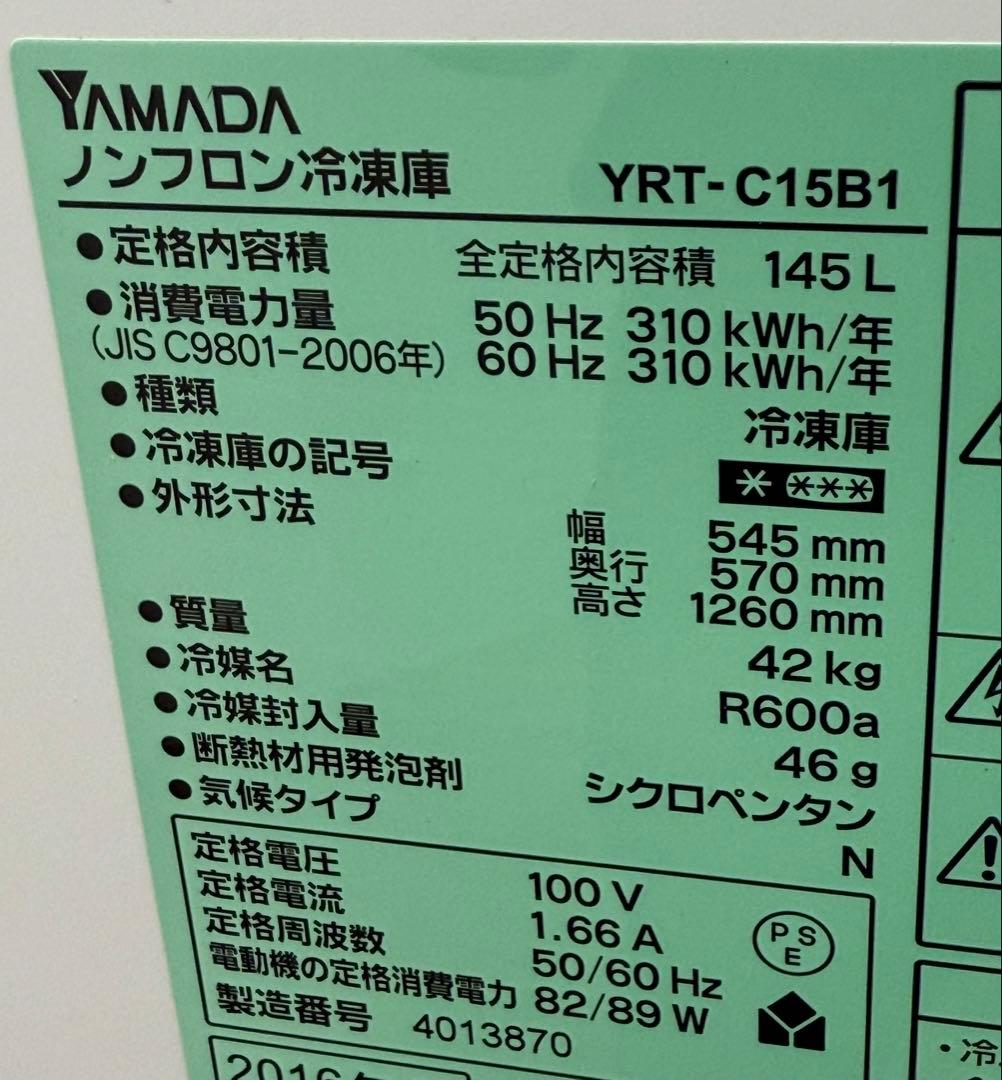 YAMADA
ノンフロン冷凍庫 YRT-C15B1
●定格内容積 全定格内容積 145 L
●消費電力量 50 Hz 310 kWh/年
(JIS C9801-2006年) 60 Hz 310 kWh/年
●種類 冷凍庫
●冷凍庫の記号 * ***
●外形寸法 幅 545 mm
奥行 570 mm
高さ 1260 mm
●質量 42 kg
●冷媒名 R600a
●冷媒封入量 46 g
●断熱材用発泡剤 シクロペンタン
●気候タイプ N
定格電圧 100 V
定格電流 1.66 A
定格周波数 50/60 Hz
電動機の定格消費電力 82/89 W
製造番号 4013870
PSE
2016年
・冷